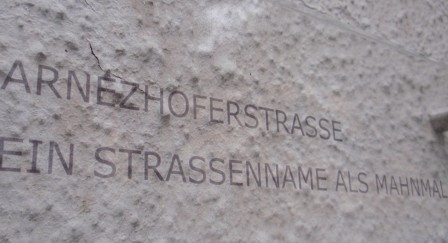 ARNEZHOFERSTRASSE
EIN STRASSENNAME ALS MAHNMAL